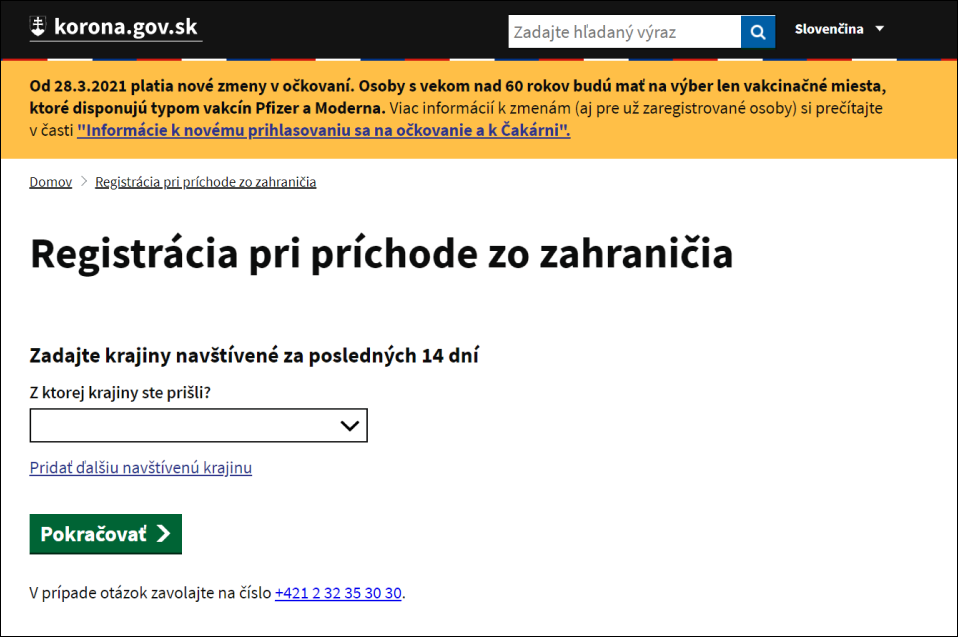 korona.gov.sk
Zadajte hľadaný výraz
Slovenčina
Od 28.3.2021 platia nové zmeny v očkovaní. Osoby s vekom nad 60 rokov budú mať na výber len vakcinačné miesta,
ktoré disponujú typom vakcín Pfizer a Moderna. Viac informácií k zmenám (aj pre už zaregistrované osoby) si prečítajte
v časti "Informácie k novému prihlasovaniu sa na očkovanie a k Čakárni".
Domov > Registrácia pri príchode zo zahraničia
Registrácia pri príchode zo zahraničia
Zadajte krajiny navštívené za posledných 14 dní
Z ktorej krajiny ste prišli?
Pridať ďalšiu navštívenú krajinu
Pokračovať
V prípade otázok zavolajte na číslo +421 2 32 35 30 30.